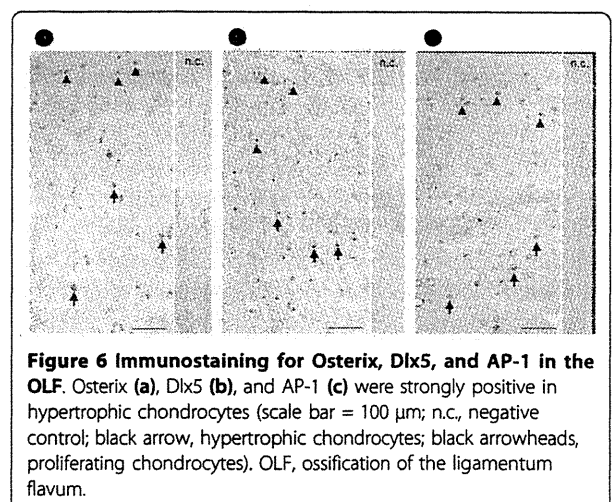 n.c.
n.c.
n.c.
Figure 6 Immunostaining for Osterix, Dlx5, and AP-1 in the
OLF. Osterix (a), Dlx5 (b), and AP-1 (c) were strongly positive in
hypertrophic chondrocytes (scale bar = 100 μm; n.c., negative
control; black arrow, hypertrophic chondrocytes; black arrowheads,
proliferating chondrocytes). OLF, ossification of the ligamentum
flavum.